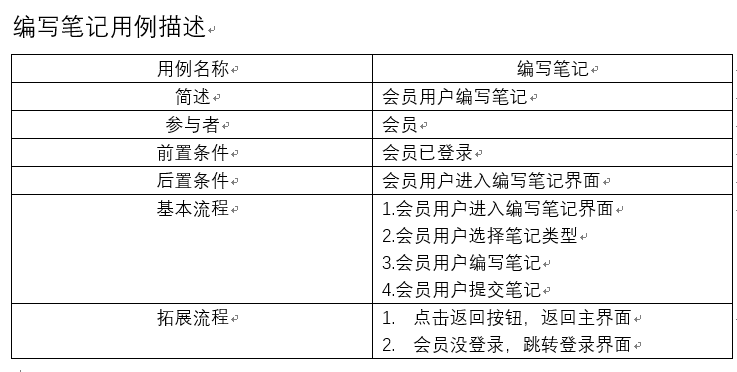 编写笔记用例描述
用例名称 编写笔记
简述 会员用户编写笔记
参与者 会员
前置条件 会员已登录
后置条件 会员用户进入编写笔记界面
基本流程 1.会员用户进入编写笔记界面
2.会员用户选择笔记类型
3.会员用户编写笔记
4.会员用户提交笔记
拓展流程 1. 点击返回按钮，返回主界面
2. 会员没登录，跳转登录界面